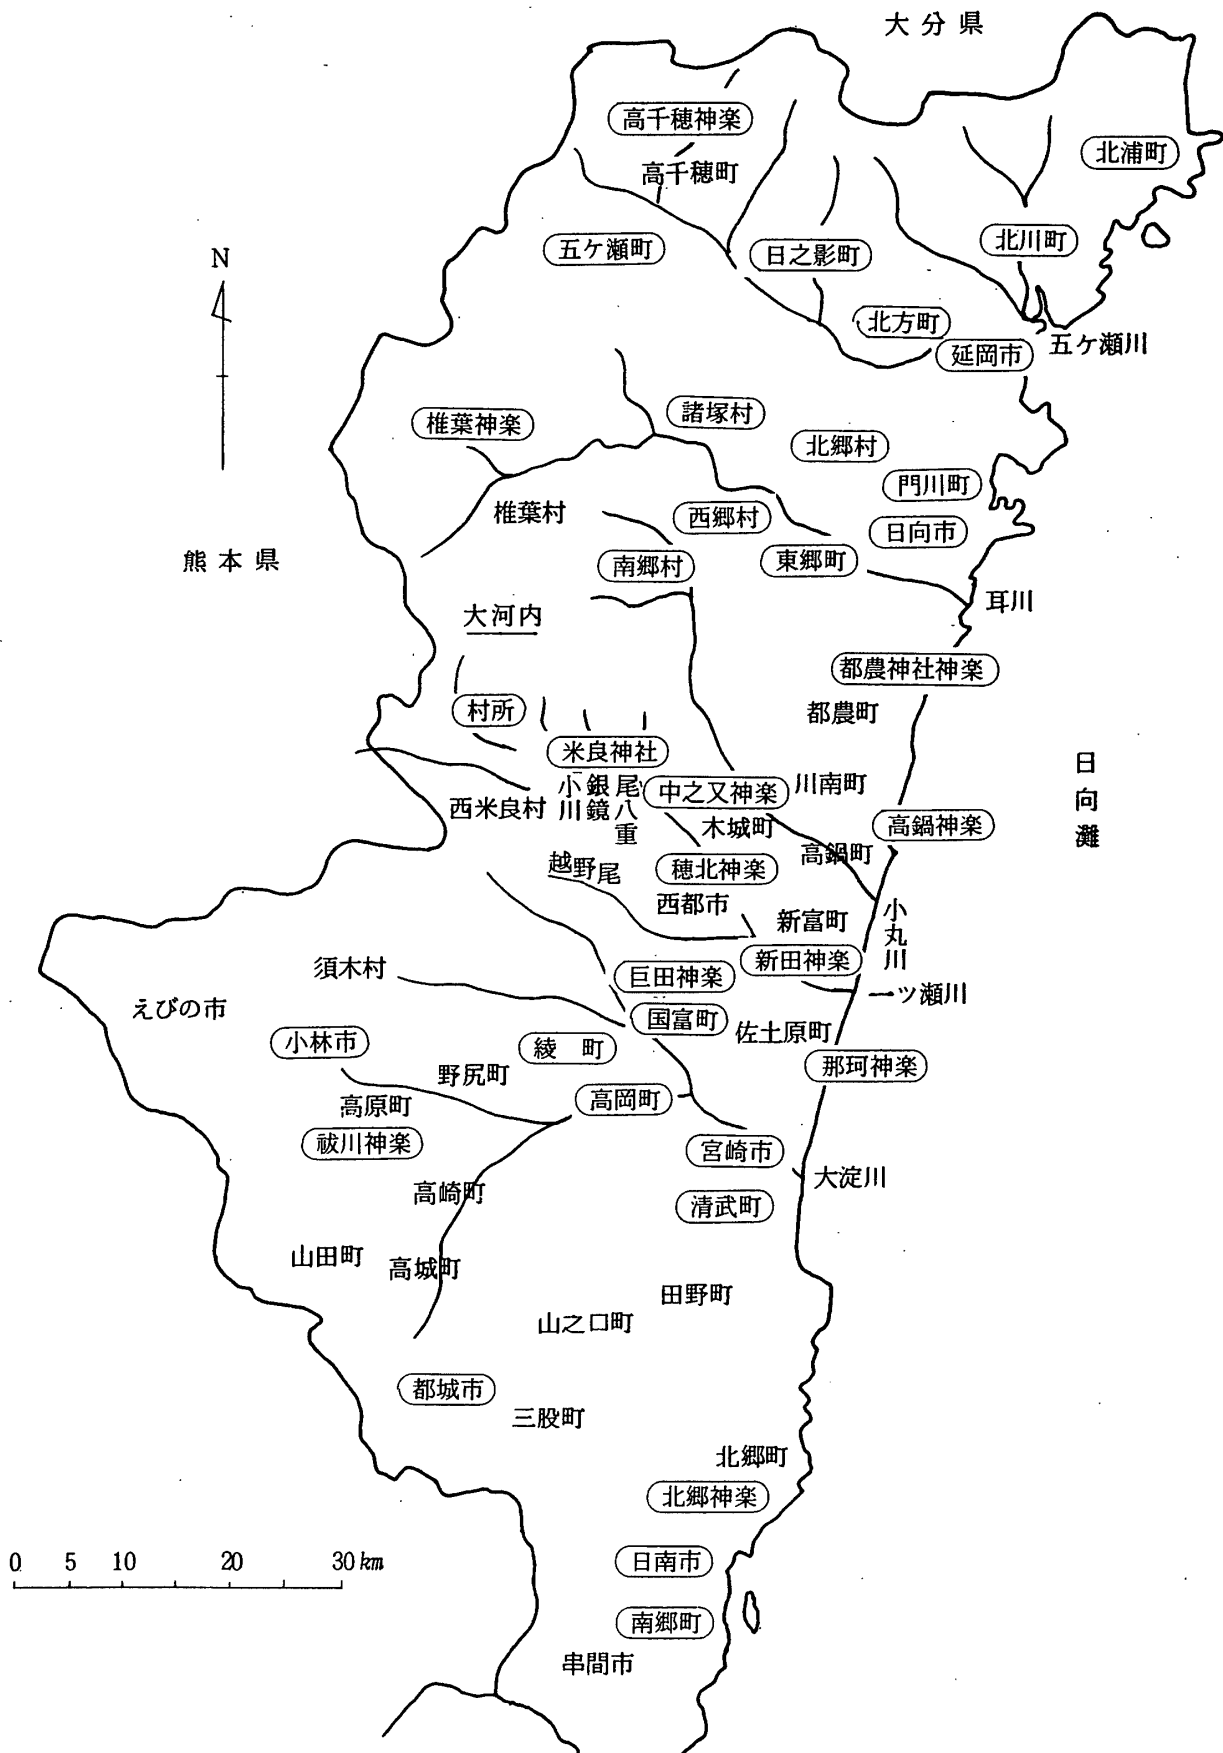 大分県
高千穂神楽
高千穂町
北浦町
五ケ瀬町
日之影町
北川町
N
北方町
延岡市
五ケ瀬川
椎葉神楽
諸塚村
北郷村
門川町
椎葉村
西郷村
日向市
熊本県
南郷村
東郷町
耳川
大河内
都農神社神楽
村所
都農町
米良神社
日向灘
西米良村
小川
銀鏡
尾八重
中之又神楽
川南町
木城町
高鍋神楽
高鍋町
越野尾
穂北神楽
西都市
新富町
小丸川
須木村
巨田神楽
新田神楽
一ツ瀬川
えびの市
国富町
佐土原町
小林市
綾 町
野尻町
那珂神楽
高原町
高岡町
祓川神楽
宮崎市
大淀川
高崎町
清武町
山田町
高城町
田野町
山之口町
都城市
三股町
北郷町
北郷神楽
0 5 10 20 30km
日南市
南郷町
串間市